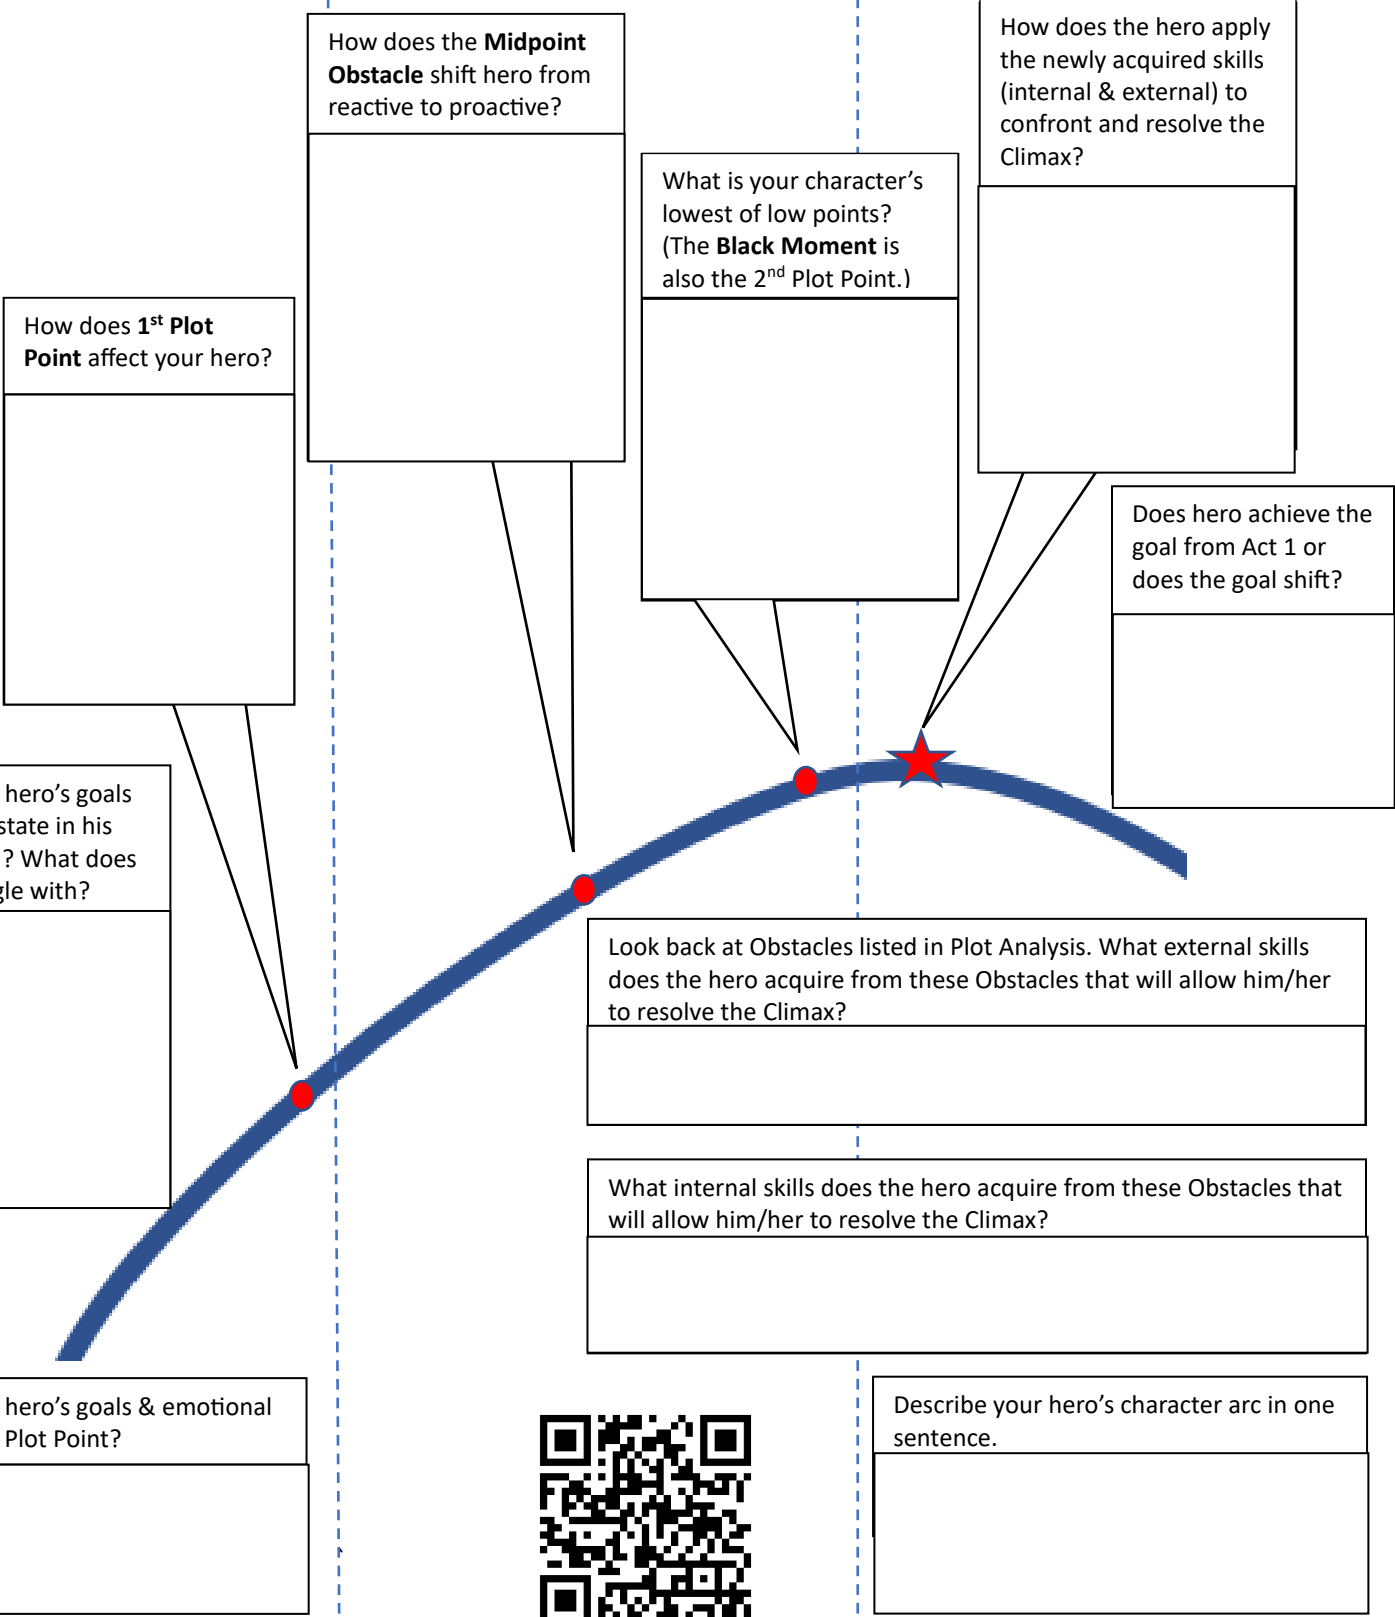 How does the Midpoint
Obstacle shift hero from
reactive to proactive?
How does the hero apply
the newly acquired skills
(internal & external) to
confront and resolve the
Climax?
What is your character’s
lowest of low points?
(The Black Moment is
also the 2nd Plot Point.)
How does 1st Plot
Point affect your hero?
Does hero achieve the
goal from Act 1 or
does the goal shift?
hero’s goals
state in his
? What does
gle with?
Look back at Obstacles listed in Plot Analysis. What external skills
does the hero acquire from these Obstacles that will allow him/her
to resolve the Climax?
What internal skills does the hero acquire from these Obstacles that
will allow him/her to resolve the Climax?
hero’s goals & emotional
Plot Point?
Describe your hero’s character arc in one
sentence.